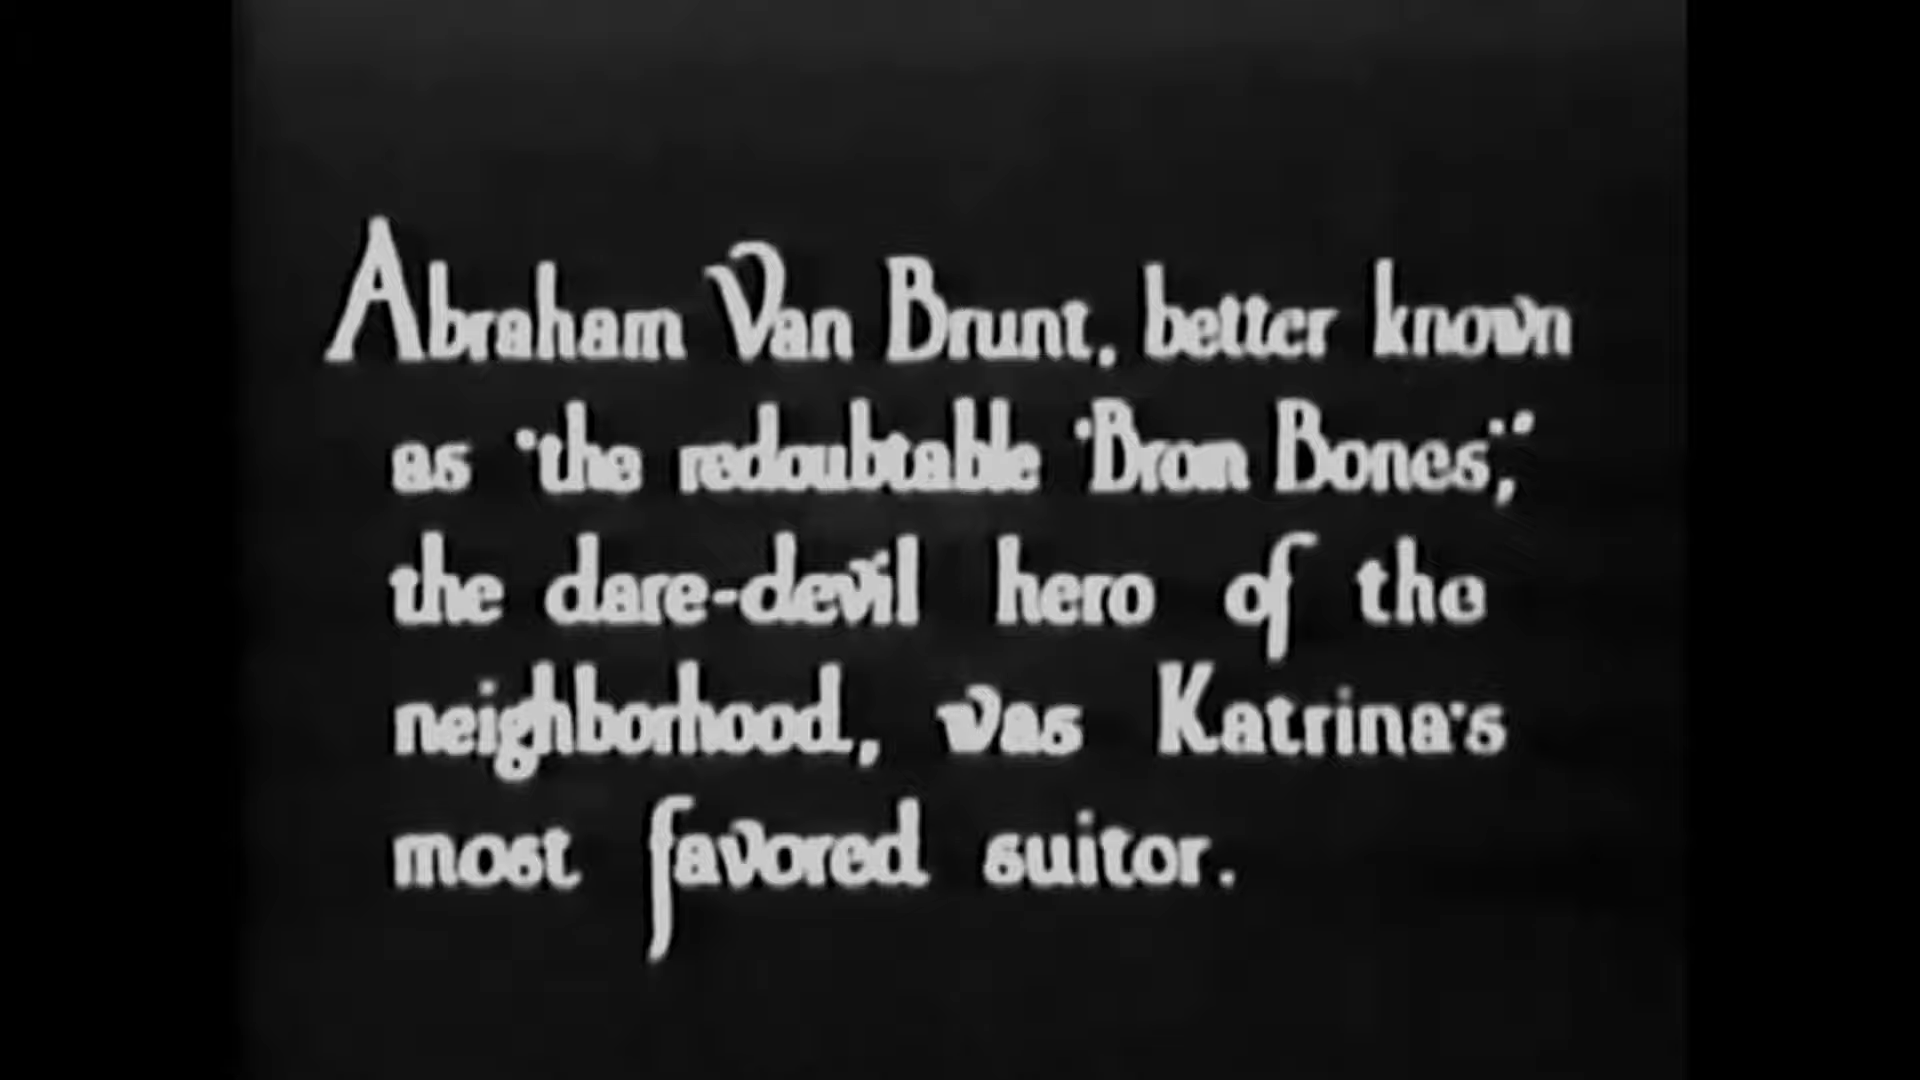 Abraham Van Brunt, better known
as "the redoubtable 'Brom Bones,'"
the dare-devil hero of the
neighborhood, was Katrina's
most favored suitor.